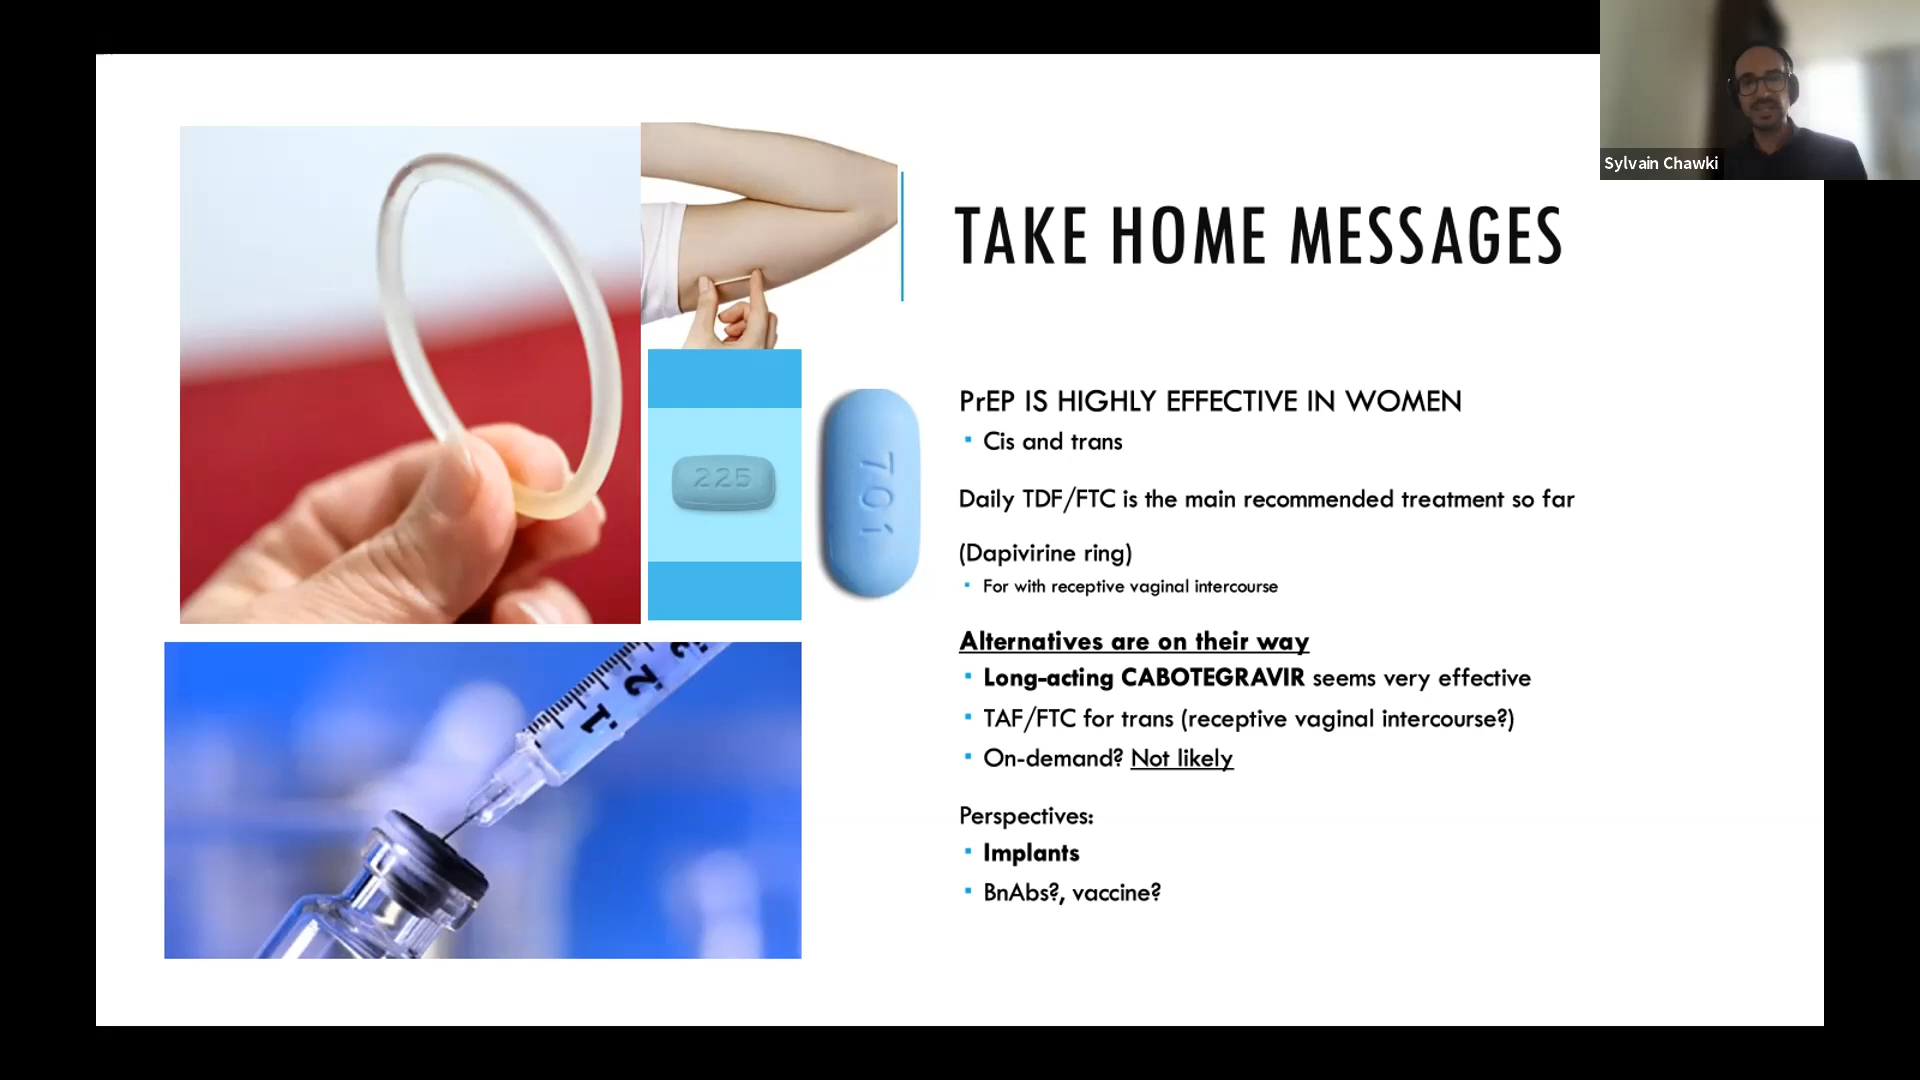 Sylvain Chawki
TAKE HOME MESSAGES
PrEP IS HIGHLY EFFECTIVE IN WOMEN
Cis and trans
Daily TDF/FTC is the main recommended treatment so far
(Dapivirine ring)
For with receptive vaginal intercourse
Alternatives are on their way
Long-acting CABOTEGRAVIR seems very effective
TAF/FTC for trans (receptive vaginal intercourse?)
On-demand? Not likely
Perspectives:
Implants
BnAbs?, vaccine?
225
701
.1
.2